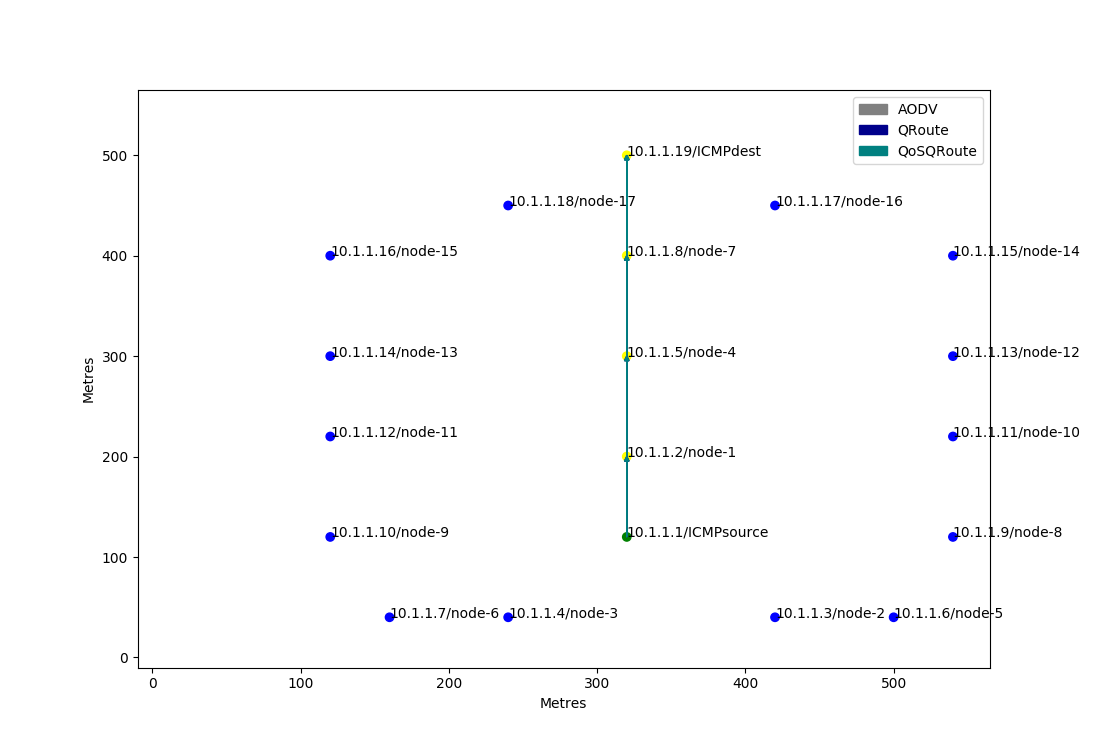 AODV
QRoute
QoSQRoute
500
400
300
200
100
0
Metres
10.1.1.19/ICMPdest
10.1.1.18/node-17
10.1.1.17/node-16
10.1.1.16/node-15
10.1.1.8/node-7
10.1.1.15/node-14
10.1.1.14/node-13
10.1.1.5/node-4
10.1.1.13/node-12
10.1.1.12/node-11
10.1.1.11/node-10
10.1.1.2/node-1
10.1.1.10/node-9
10.1.1.1/ICMPsource
10.1.1.9/node-8
10.1.1.7/node-6
10.1.1.4/node-3
10.1.1.3/node-2
10.1.1.6/node-5
0
100
200
300
400
500
Metres